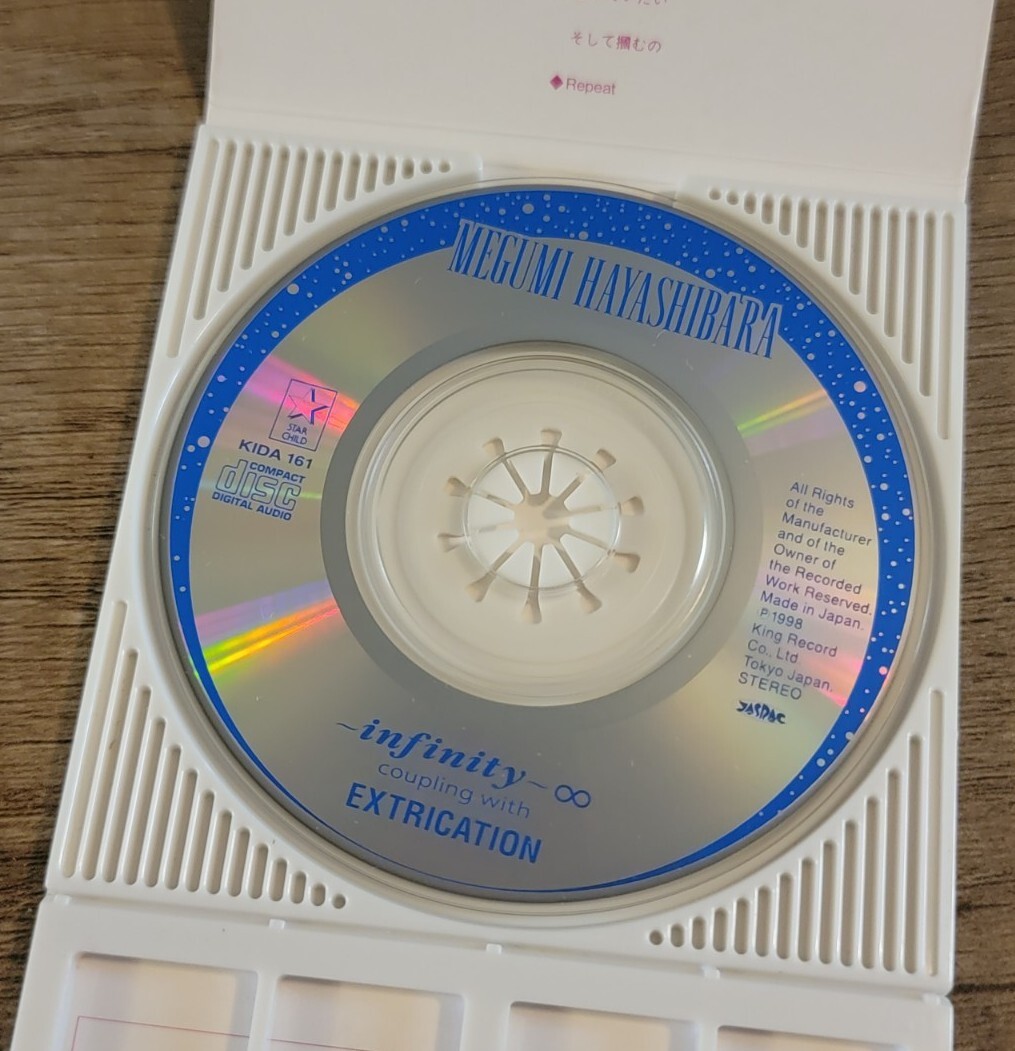 そして摑むの
◆Repeat
MEGUMI HAYASHIBARA
STAR
CHILD
KIDA 161
COMPACT
disc
DIGITAL AUDIO
All Rights
of the
Manufacturer
and of the
Owner of
the Recorded
Work Reserved.
Made in Japan.
℗1998
King Record
Co., Ltd.
Tokyo Japan.
STEREO
JASRAC
~infinity~∞
coupling with
EXTRICATION